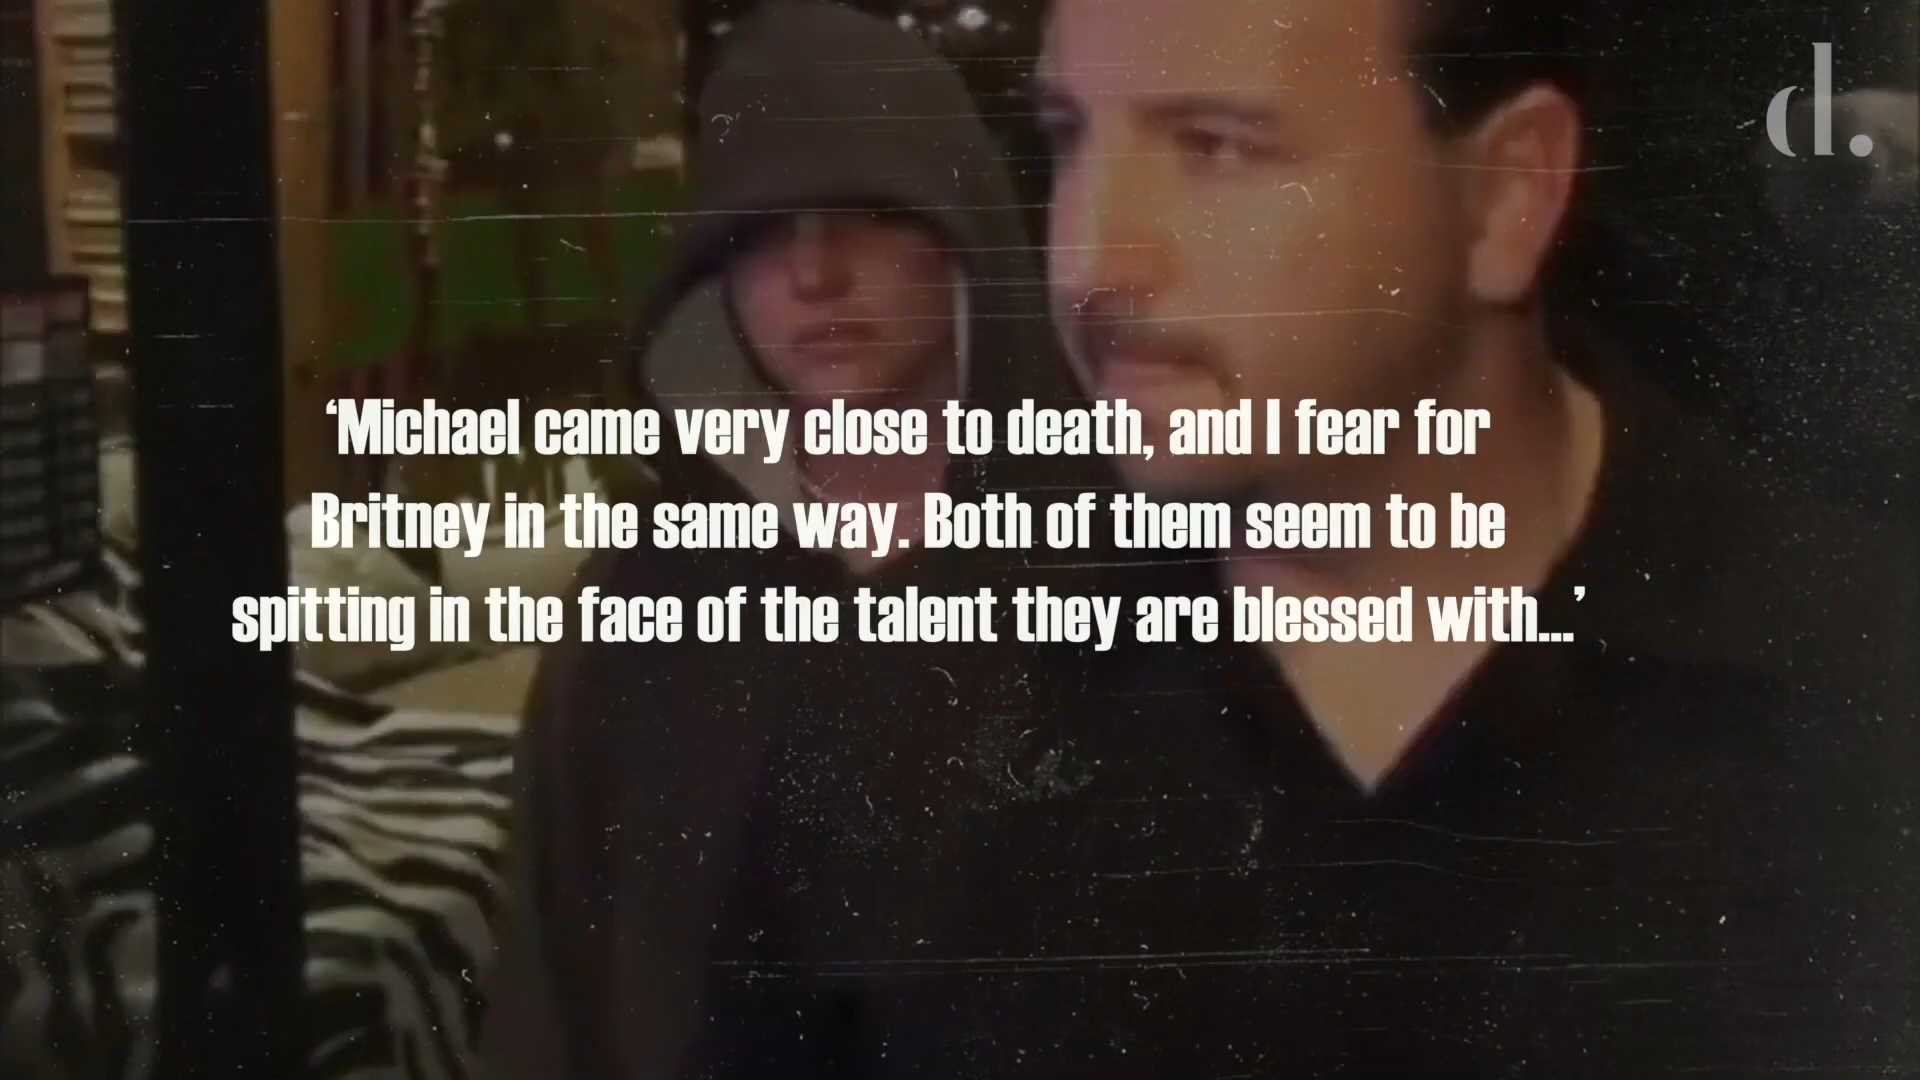 d.
‘Michael came very close to death, and I fear for
Britney in the same way. Both of them seem to be
spitting in the face of the talent they are blessed with...’